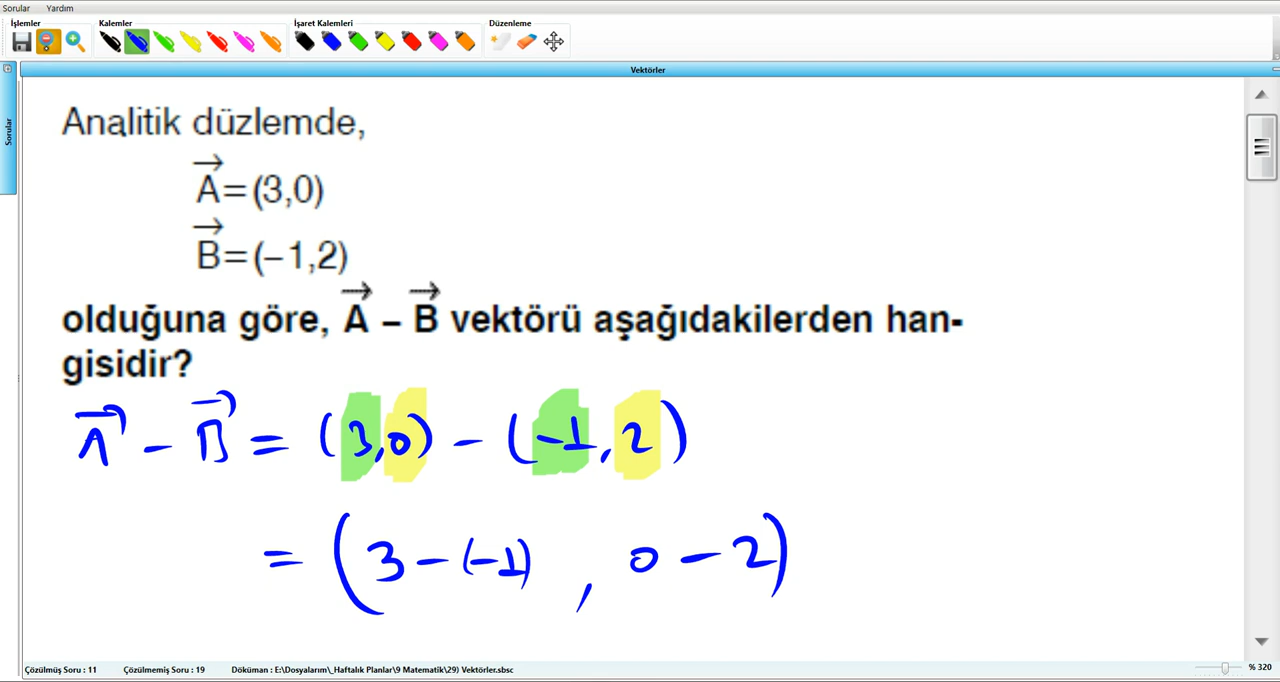 Sorular Yardım
İşlemler Kalemler İşaret Kalemleri Düzenleme
Vektörler
Sorular
Analitik düzlemde,
A=(3,0)
B=(−1,2)
olduğuna göre, A − B vektörü aşağıdakilerden han-
gisidir?
A − B = (3,0) − (−1,2)
= (3−(−1), 0−2)
Çözülmüş Soru : 11 Çözülmemiş Soru : 19 Döküman : E:\Dosyalarım\_Haftalık Planlar\9 Matematik\29) Vektörler.sbsc % 320